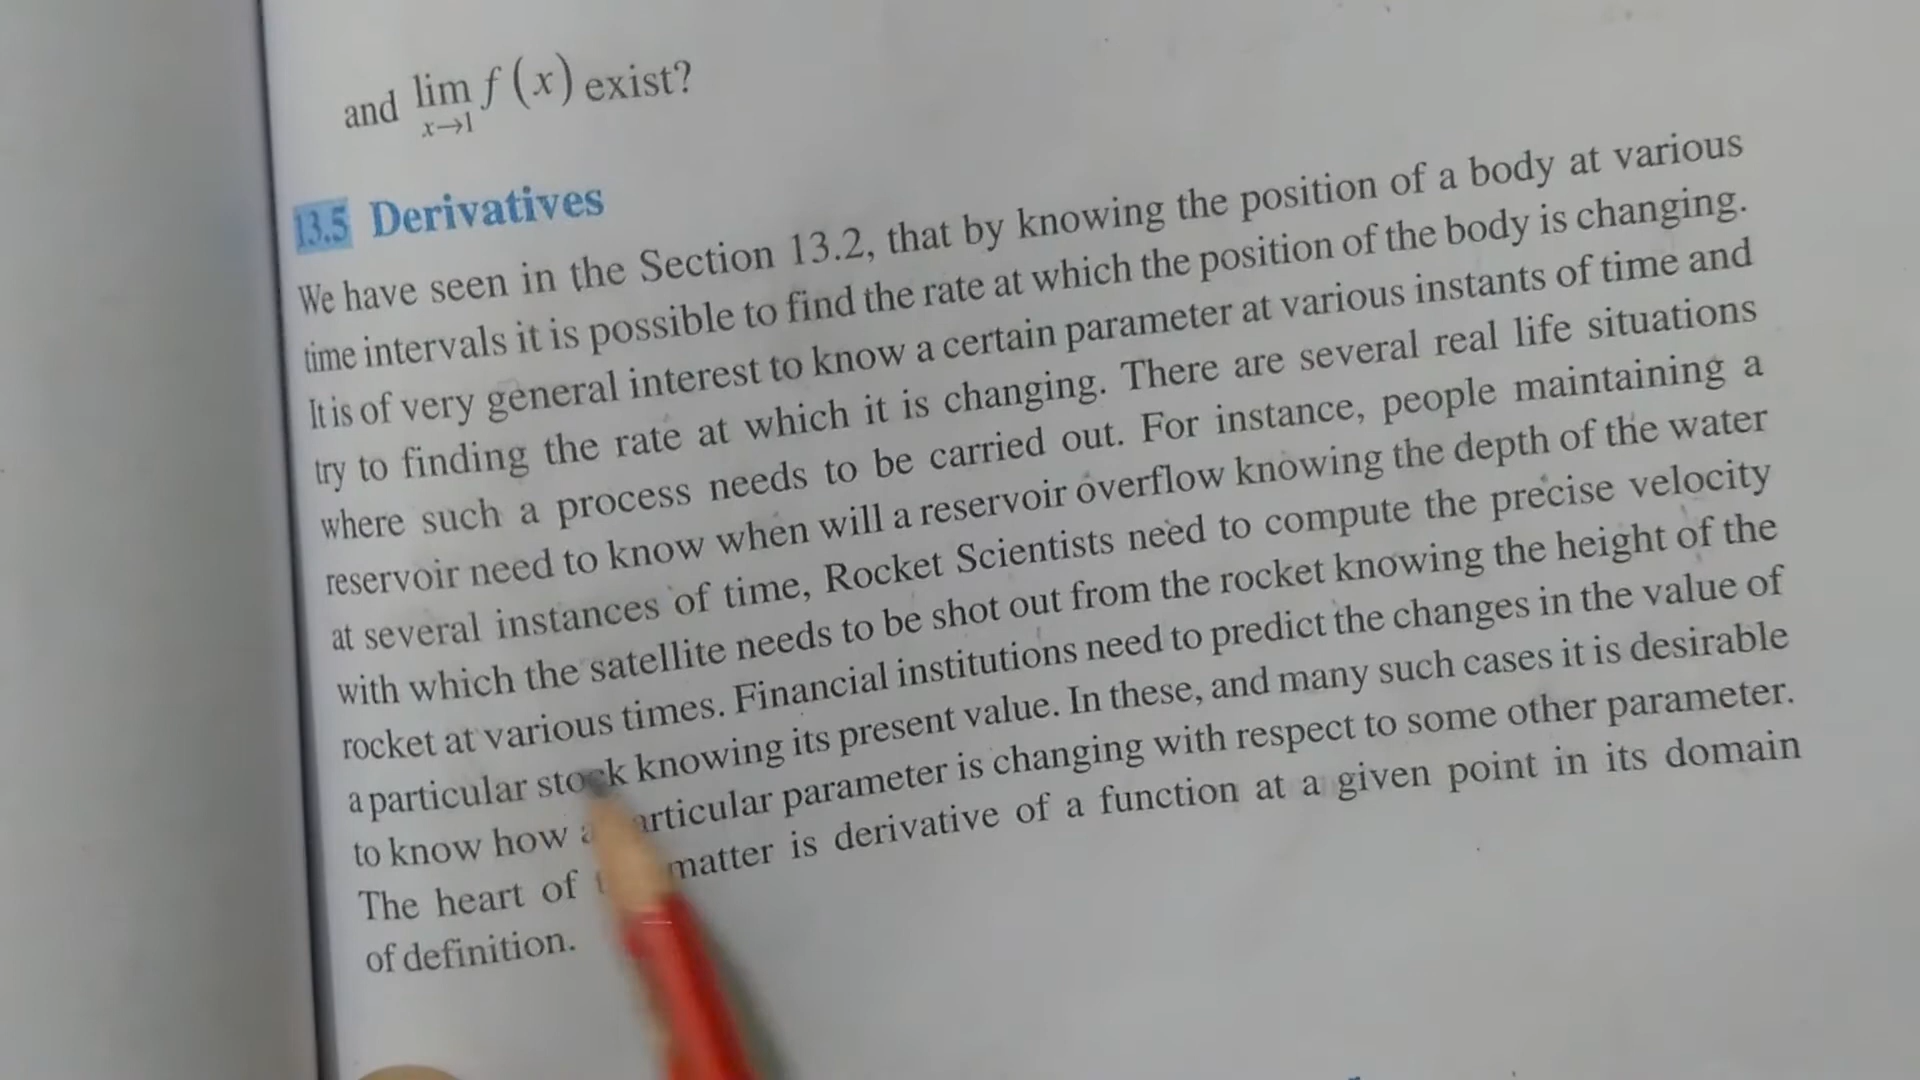 and lim f (x) exist?
x→1
13.5 Derivatives
We have seen in the Section 13.2, that by knowing the position of a body at various
time intervals it is possible to find the rate at which the position of the body is changing.
It is of very general interest to know a certain parameter at various instants of time and
try to finding the rate at which it is changing. There are several real life situations
where such a process needs to be carried out. For instance, people maintaining a
reservoir need to know when will a reservoir overflow knowing the depth of the water
at several instances of time, Rocket Scientists need to compute the precise velocity
with which the satellite needs to be shot out from the rocket knowing the height of the
rocket at various times. Financial institutions need to predict the changes in the value of
a particular stock knowing its present value. In these, and many such cases it is desirable
to know how articular parameter is changing with respect to some other parameter.
The heart of matter is derivative of a function at a given point in its domain
of definition.